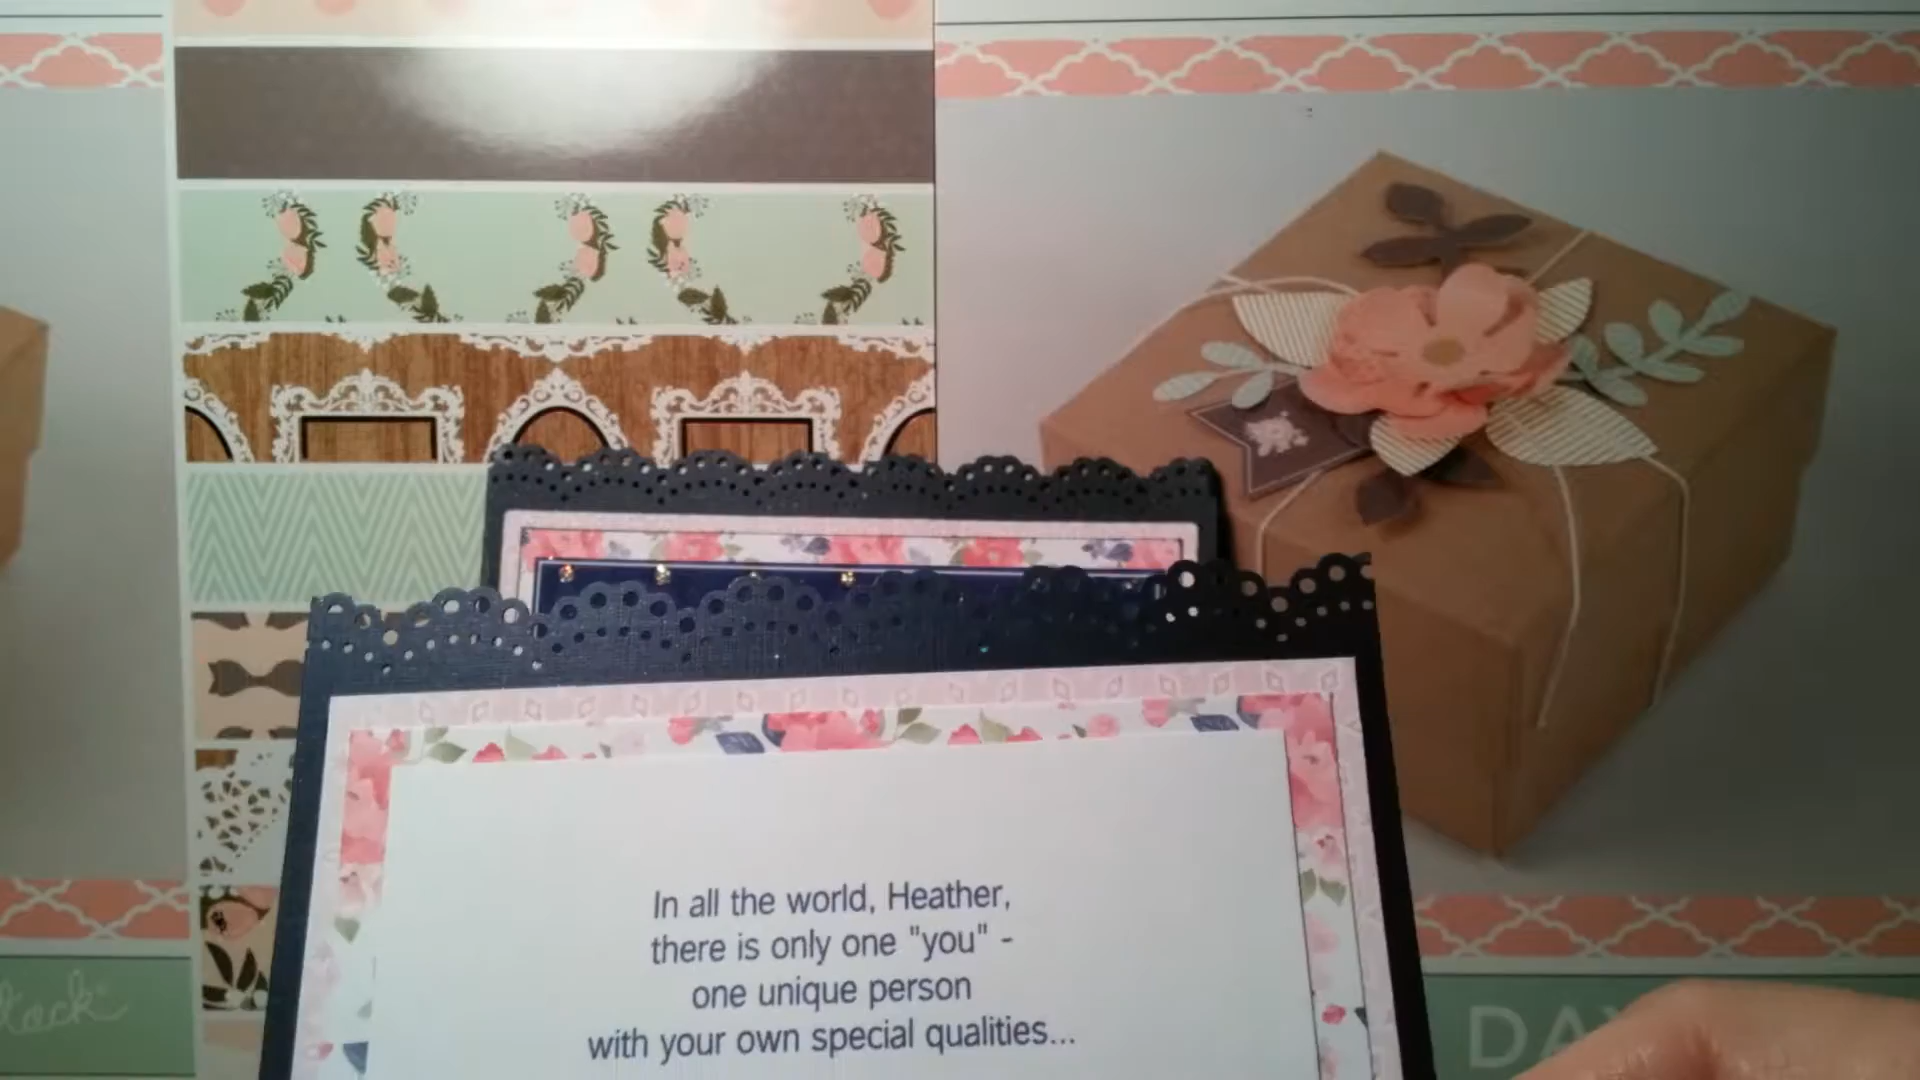 In all the world, Heather,
there is only one "you" -
one unique person
with your own special qualities...